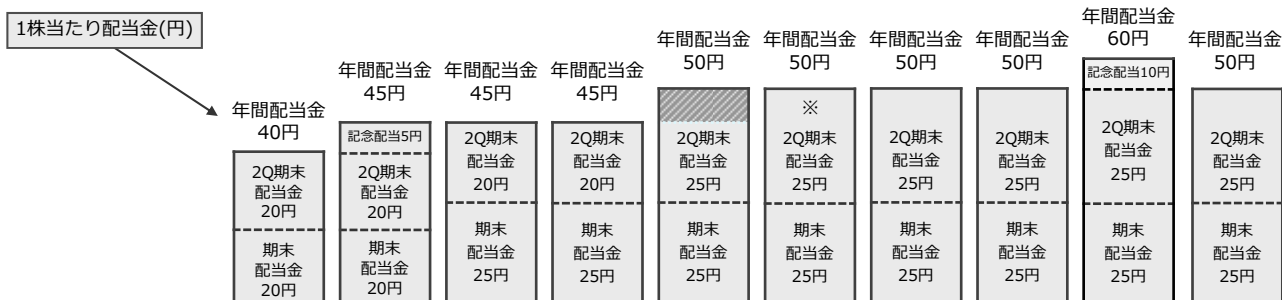 1株当たり配当金(円)
年間配当金
40円
2Q期末
配当金
20円
期末
配当金
20円
年間配当金
45円
記念配当5円
2Q期末
配当金
20円
期末
配当金
20円
年間配当金
45円
2Q期末
配当金
20円
期末
配当金
25円
年間配当金
45円
2Q期末
配当金
20円
期末
配当金
25円
年間配当金
50円
2Q期末
配当金
25円
期末
配当金
25円
年間配当金
50円
※
2Q期末
配当金
25円
期末
配当金
25円
年間配当金
50円
2Q期末
配当金
25円
期末
配当金
25円
年間配当金
50円
2Q期末
配当金
25円
期末
配当金
25円
年間配当金
60円
記念配当10円
2Q期末
配当金
25円
期末
配当金
25円
年間配当金
50円
2Q期末
配当金
25円
期末
配当金
25円